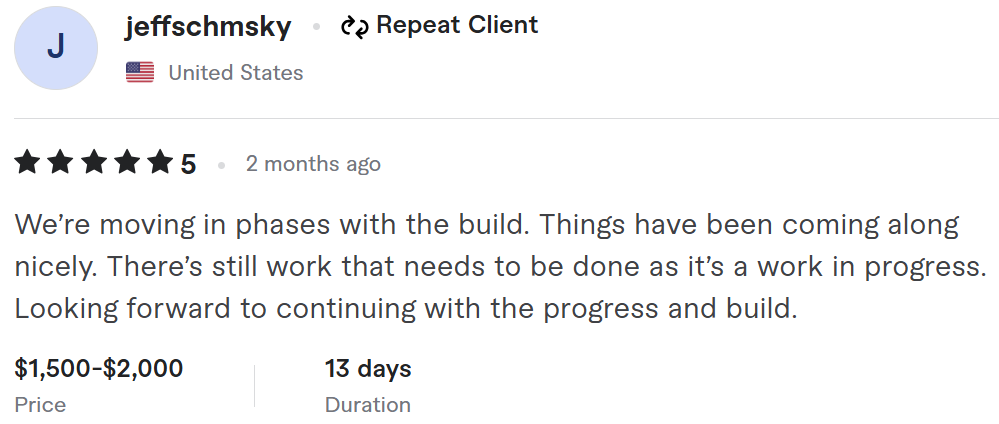 J
jeffschmsky • Repeat Client
United States
5 • 2 months ago
We’re moving in phases with the build. Things have been coming along
nicely. There’s still work that needs to be done as it’s a work in progress.
Looking forward to continuing with the progress and build.
$1,500-$2,000 13 days
Price Duration